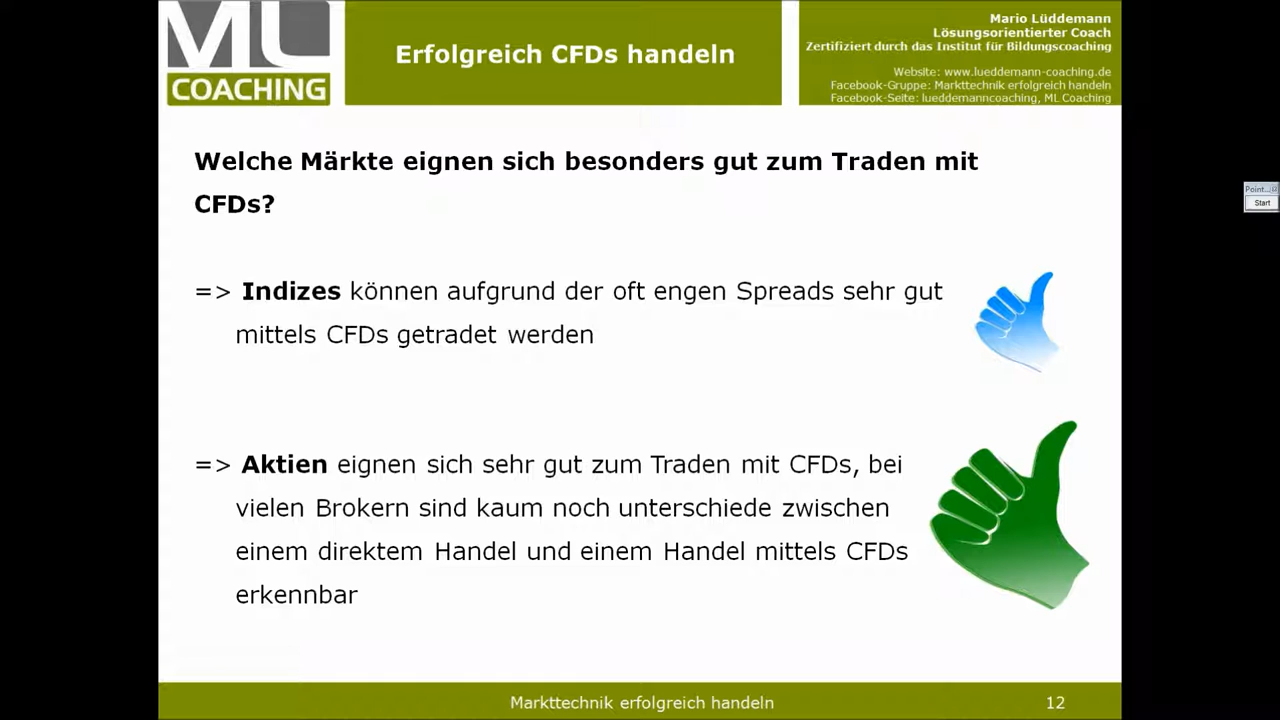 ML
COACHING
Erfolgreich CFDs handeln
Mario Lüddemann
Lösungsorientierter Coach
Zertifiziert durch das Institut für Bildungscoaching
Website: www.lueddemann-coaching.de
Facebook-Gruppe: Markttechnik erfolgreich handeln
Facebook-Seite: lueddemanncoaching, ML Coaching
Welche Märkte eignen sich besonders gut zum Traden mit
CFDs?
=> Indizes können aufgrund der oft engen Spreads sehr gut
mittels CFDs getradet werden
=> Aktien eignen sich sehr gut zum Traden mit CFDs, bei
vielen Brokern sind kaum noch unterschiede zwischen
einem direktem Handel und einem Handel mittels CFDs
erkennbar
Point...
Start
Markttechnik erfolgreich handeln
12